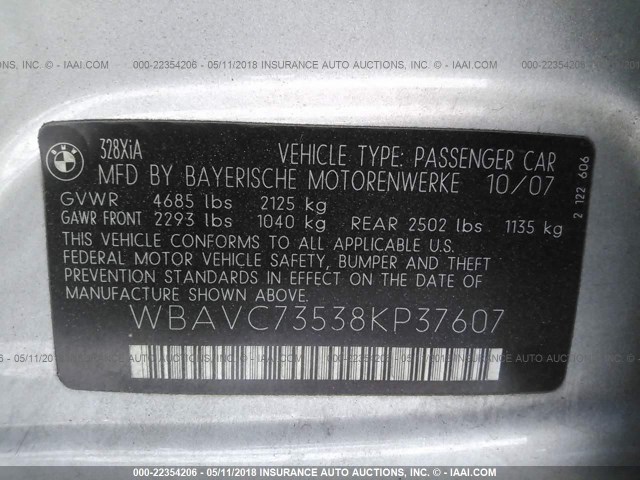 000-22354206 - 05/11/2018 INSURANCE AUTO AUCTIONS, INC. © - IAAI.COM
BMW
328XiA
VEHICLE TYPE: PASSENGER CAR
MFD BY BAYERISCHE MOTORENWERKE 10/07
GVWR 4685 lbs 2125 kg
GAWR FRONT 2293 lbs 1040 kg REAR 2502 lbs 1135 kg
THIS VEHICLE CONFORMS TO ALL APPLICABLE U.S.
FEDERAL MOTOR VEHICLE SAFETY, BUMPER AND THEFT
PREVENTION STANDARDS IN EFFECT ON THE DATE OF
MANUFACTURE SHOWN ABOVE.
WBAVC73538KP37607
2 122 606
000-22354206 - 05/11/2018 INSURANCE AUTO AUCTIONS, INC. © - IAAI.COM